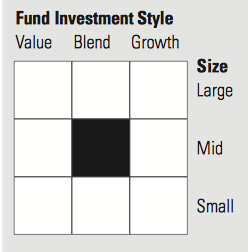 Fund Investment Style
Value Blend Growth
Size
Large
Mid
Small